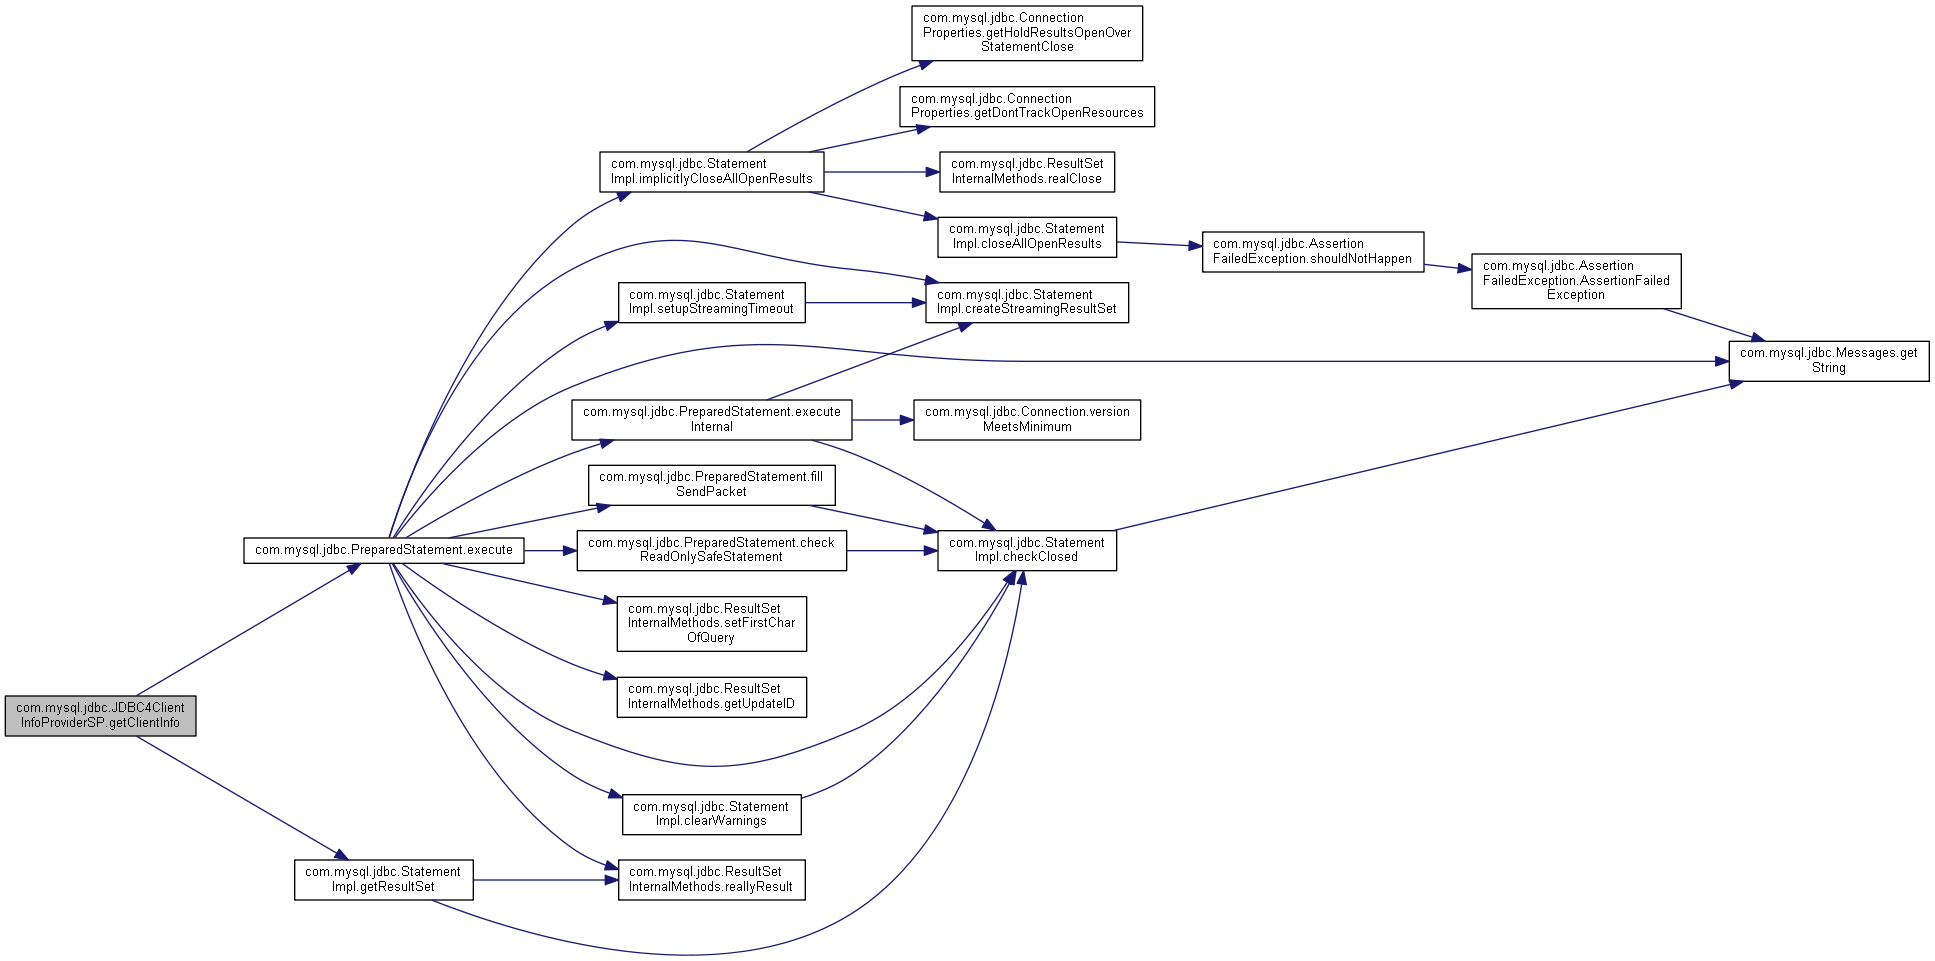 com.mysql.jdbc.Connection
Properties.getHoldResultsOpenOver
StatementClose
com.mysql.jdbc.Connection
Properties.getDontTrackOpenResources
com.mysql.jdbc.Statement
Impl.implicitlyCloseAllOpenResults
com.mysql.jdbc.ResultSet
InternalMethods.realClose
com.mysql.jdbc.Statement
Impl.closeAllOpenResults
com.mysql.jdbc.Assertion
FailedException.shouldNotHappen
com.mysql.jdbc.Assertion
FailedException.AssertionFailed
Exception
com.mysql.jdbc.Statement
Impl.setupStreamingTimeout
com.mysql.jdbc.Statement
Impl.createStreamingResultSet
com.mysql.jdbc.Messages.get
String
com.mysql.jdbc.PreparedStatement.execute
Internal
com.mysql.jdbc.Connection.version
MeetsMinimum
com.mysql.jdbc.PreparedStatement.fill
SendPacket
com.mysql.jdbc.PreparedStatement.execute
com.mysql.jdbc.PreparedStatement.check
ReadOnlySafeStatement
com.mysql.jdbc.Statement
Impl.checkClosed
com.mysql.jdbc.ResultSet
InternalMethods.setFirstChar
OfQuery
com.mysql.jdbc.ResultSet
InternalMethods.getUpdateID
com.mysql.jdbc.JDBC4Client
InfoProviderSP.getClientInfo
com.mysql.jdbc.Statement
Impl.clearWarnings
com.mysql.jdbc.Statement
Impl.getResultSet
com.mysql.jdbc.ResultSet
InternalMethods.reallyResult